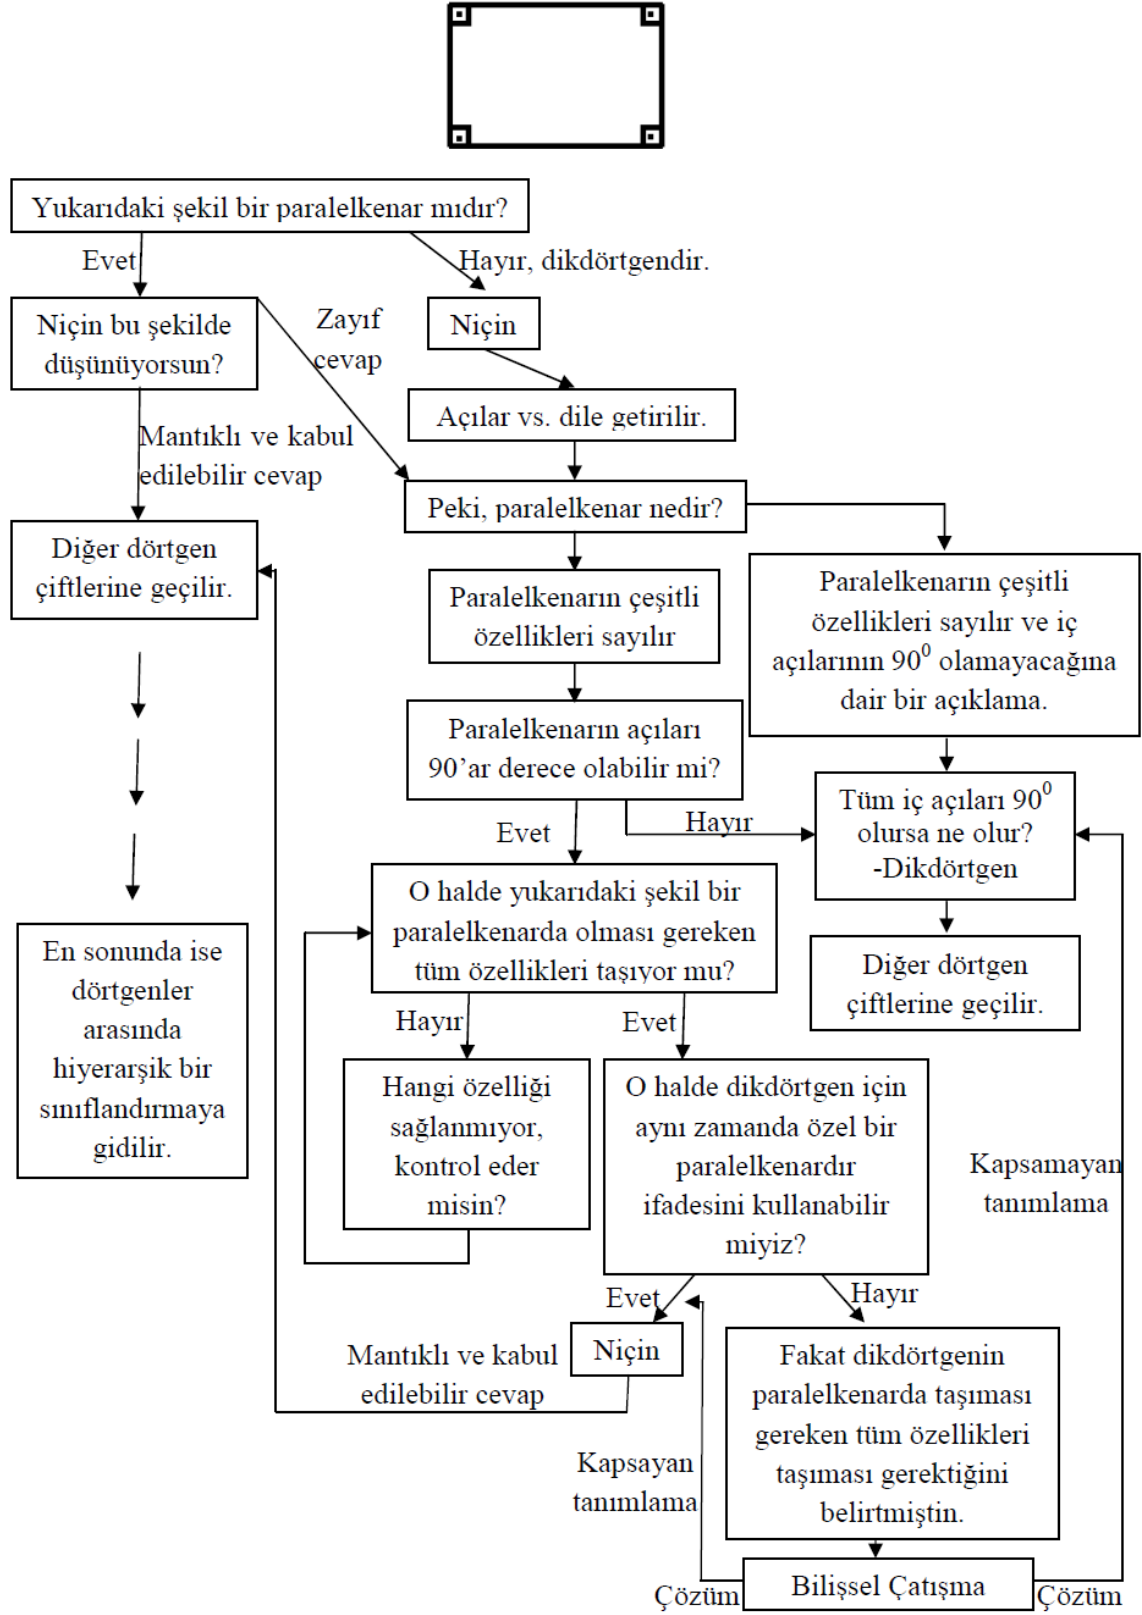 Yukarıdaki şekil bir paralelkenar mıdır?
Evet
Hayır, dikdörtgendir.
Niçin bu şekilde
düşünüyorsun?
Zayıf
cevap
Niçin
Açılar vs. dile getirilir.
Mantıklı ve kabul
edilebilir cevap
Peki, paralelkenar nedir?
Diğer dörtgen
çiftlerine geçilir.
Paralelkenarın çeşitli
özellikleri sayılır
Paralelkenarın çeşitli
özellikleri sayılır ve iç
açılarının 90⁰ olamayacağına
dair bir açıklama.
Paralelkenarın açıları
90’ar derece olabilir mi?
Evet
Hayır
Tüm iç açıları 90⁰
olursa ne olur?
-Dikdörtgen
O halde yukarıdaki şekil bir
paralelkenarda olması gereken
tüm özellikleri taşıyor mu?
Diğer dörtgen
çiftlerine geçilir.
En sonunda ise
dörtgenler
arasında
hiyerarşik bir
sınıflandırmaya
gidilir.
Hayır
Evet
Hangi özelliği
sağlanmıyor,
kontrol eder
misin?
O halde dikdörtgen için
aynı zamanda özel bir
paralelkenardır
ifadesini kullanabilir
miyiz?
Kapsamayan
tanımlama
Evet
Hayır
Niçin
Mantıklı ve kabul
edilebilir cevap
Fakat dikdörtgenin
paralelkenarda taşıması
gereken tüm özellikleri
taşıması gerektiğini
belirtmiştin.
Kapsayan
tanımlama
Çözüm
Bilişsel Çatışma
Çözüm